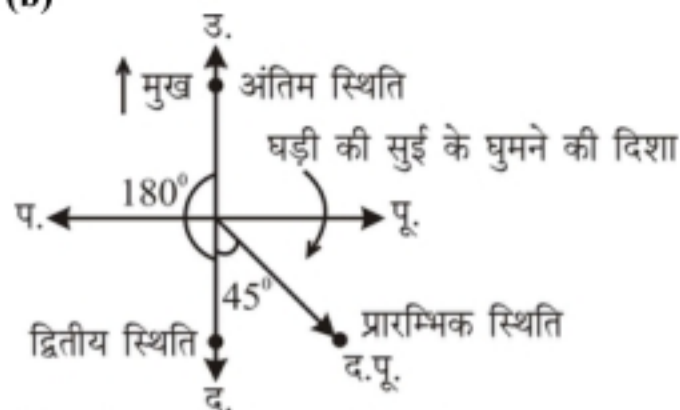 (b)
उ.
मुख अंतिम स्थिति
घड़ी की सुई के घुमने की दिशा
180°
प. पू.
45°
प्रारम्भिक स्थिति
द्वितीय स्थिति
द.पू.
द.